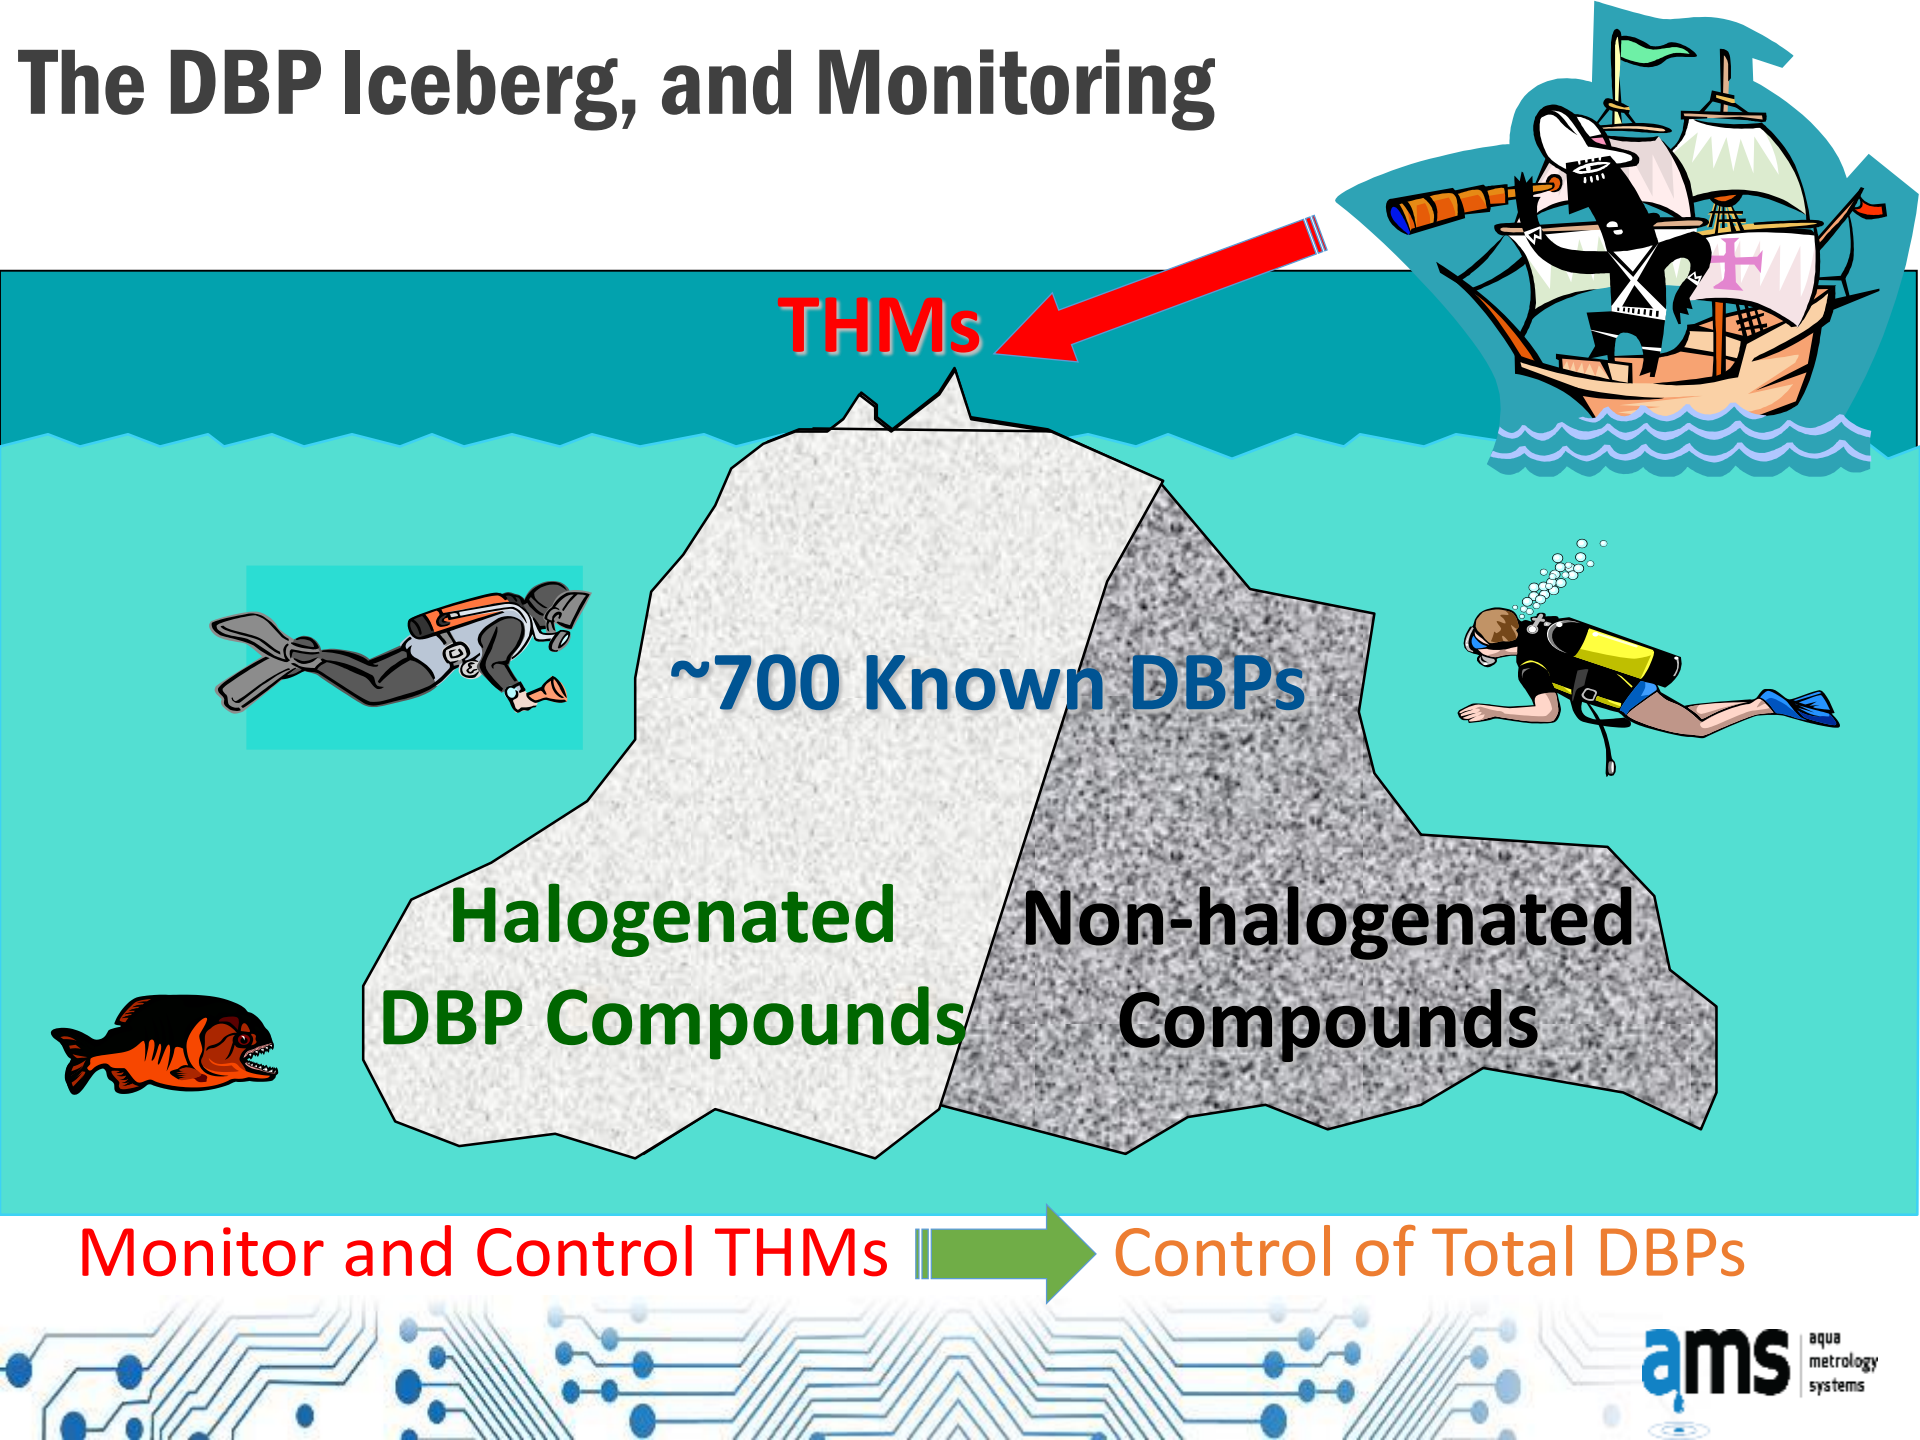 The DBP Iceberg, and Monitoring
THMs
~700 Known DBPs
Halogenated
DBP Compounds
Non-halogenated
Compounds
Monitor and Control THMs
Control of Total DBPs
ams
aqua
metrology
systems